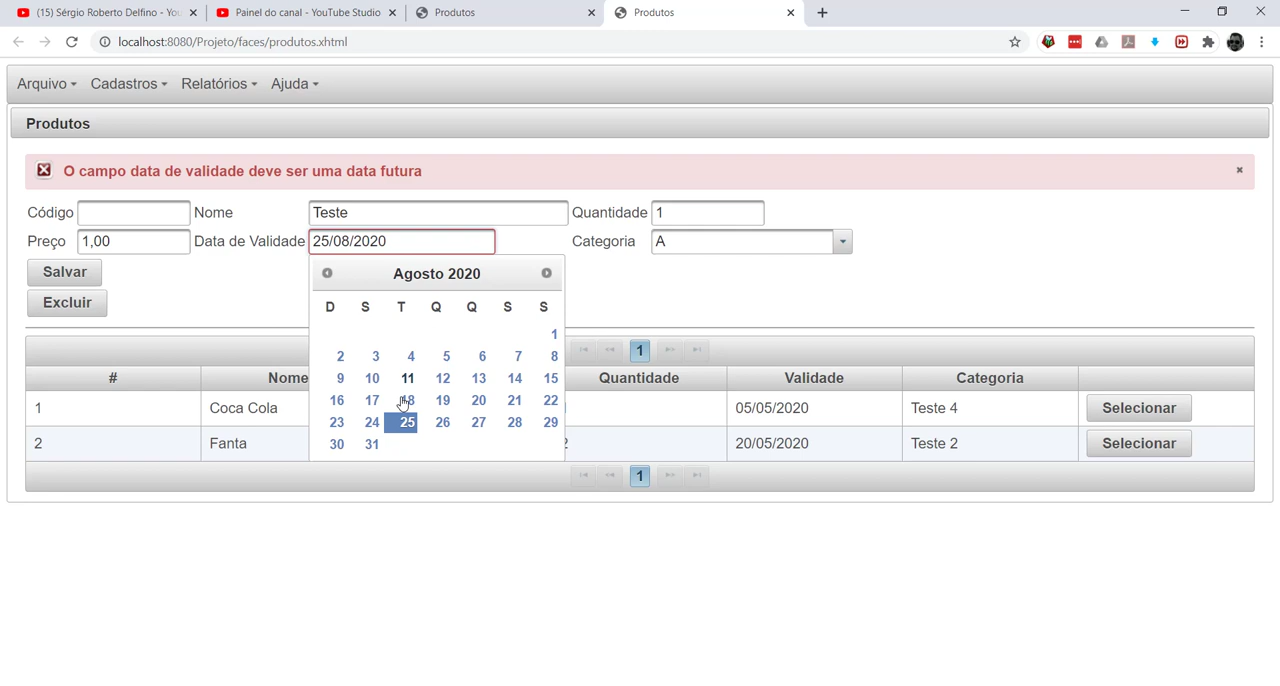 (15) Sérgio Roberto Delfino - You
Painel do canal - YouTube Studio
Produtos
Produtos
localhost:8080/Projeto/faces/produtos.xhtml
Arquivo
Cadastros
Relatórios
Ajuda
Produtos
O campo data de validade deve ser uma data futura
Código
Nome Teste
Quantidade 1
Preço 1,00
Data de Validade 25/08/2020
Categoria A
Salvar
Excluir
Agosto 2020
D S T Q Q S S
1
2 3 4 5 6 7 8
9 10 11 12 13 14 15
16 17 18 19 20 21 22
23 24 25 26 27 28 29
30 31
1
# Nome Quantidade Validade Categoria
1 Coca Cola 05/05/2020 Teste 4 Selecionar
2 Fanta 2 20/05/2020 Teste 2 Selecionar
1